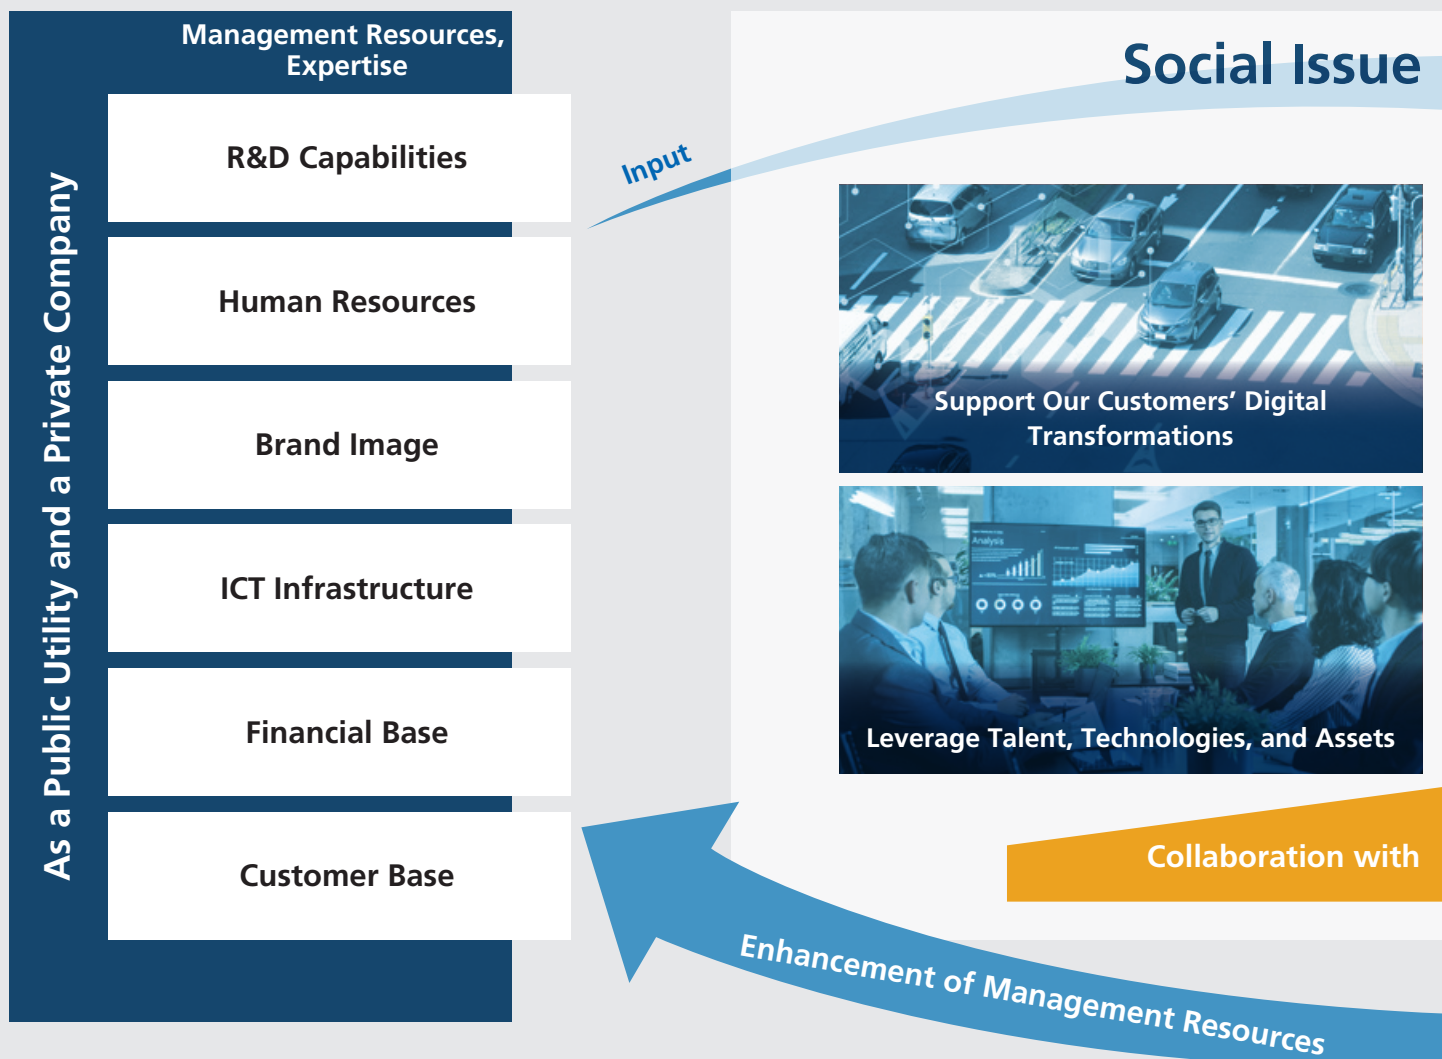 As a Public Utility and a Private Company
Management Resources,
Expertise
R&D Capabilities
Human Resources
Brand Image
ICT Infrastructure
Financial Base
Customer Base
Input
Social Issue
Support Our Customers’ Digital
Transformations
Analysis
Leverage Talent, Technologies, and Assets
Collaboration with
Enhancement of Management Resources